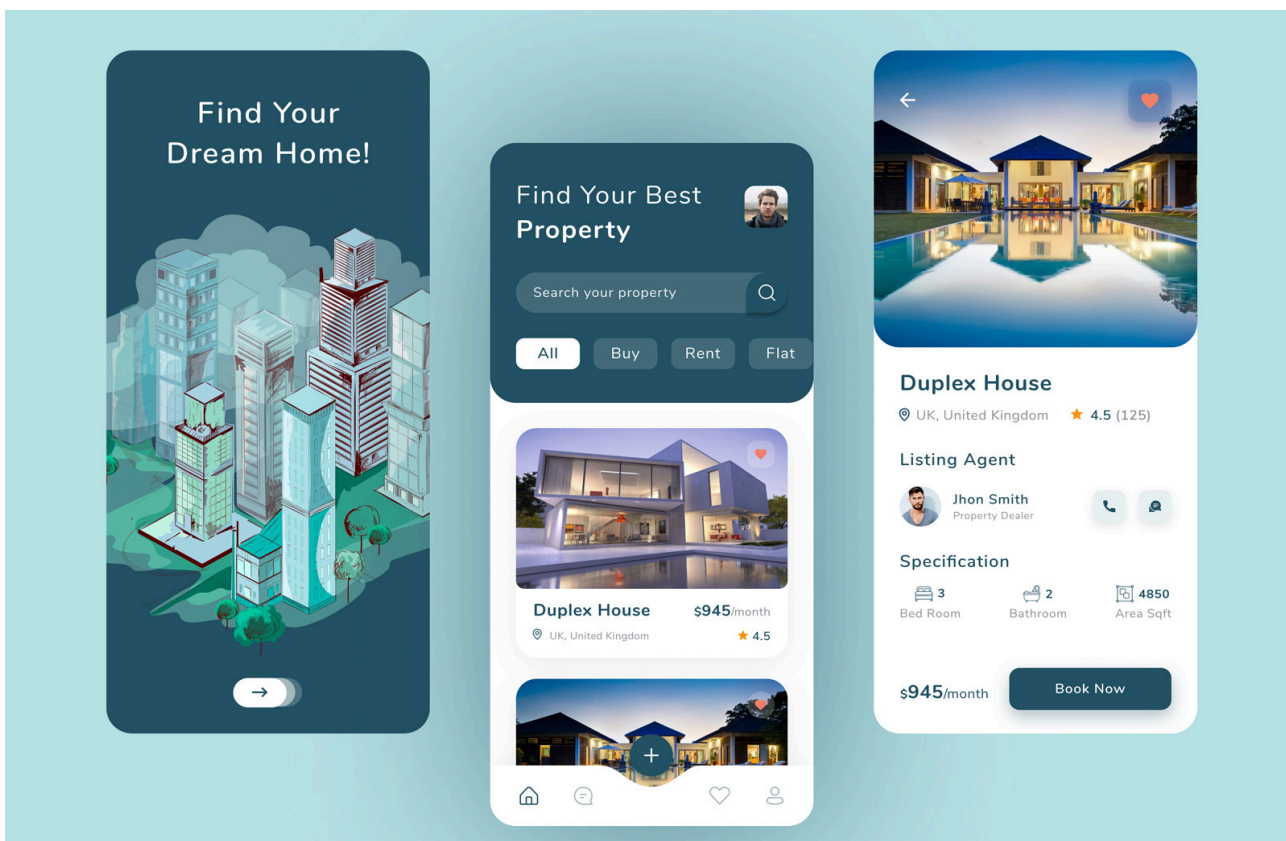 Find Your
Dream Home!
Find Your Best
Property
Search your property
All Buy Rent Flat
Duplex House $945/month
UK, United Kingdom 4.5
Duplex House
UK, United Kingdom 4.5 (125)
Listing Agent
Jhon Smith
Property Dealer
Specification
3 2 4850
Bed Room Bathroom Area Sqft
$945/month Book Now